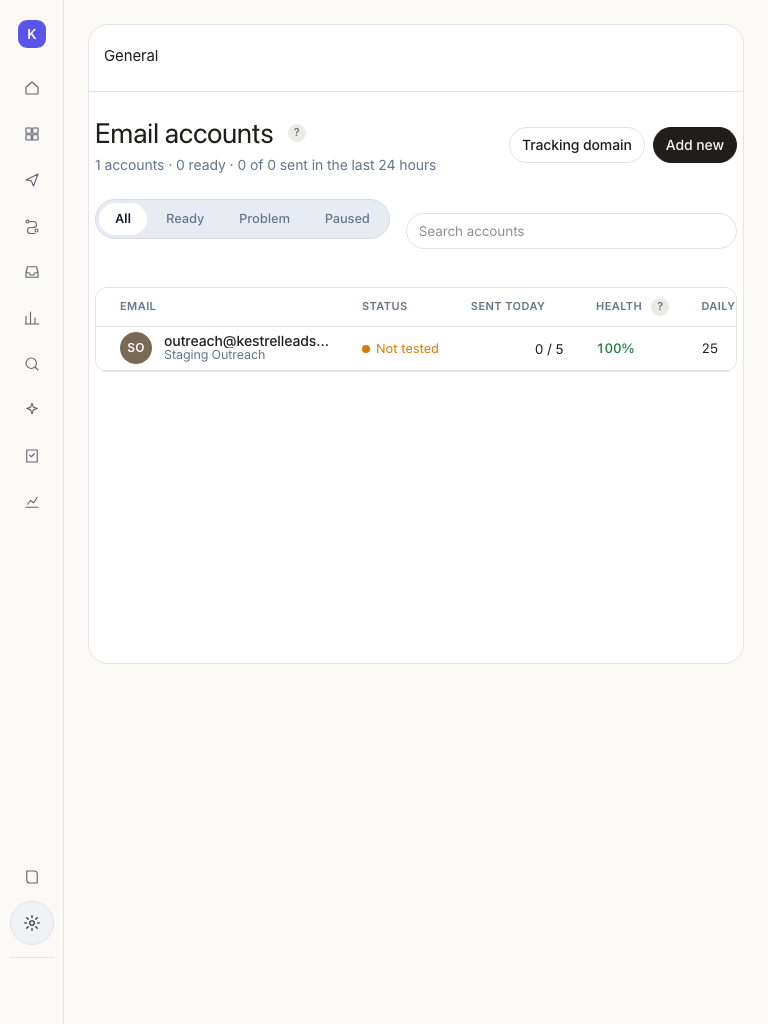 K
General
Email accounts ?
1 accounts · 0 ready · 0 of 0 sent in the last 24 hours
Tracking domain Add new
All Ready Problem Paused
Search accounts
EMAIL STATUS SENT TODAY HEALTH ? DAILY
SO outreach@kestrelleads... Not tested 0 / 5 100% 25
Staging Outreach